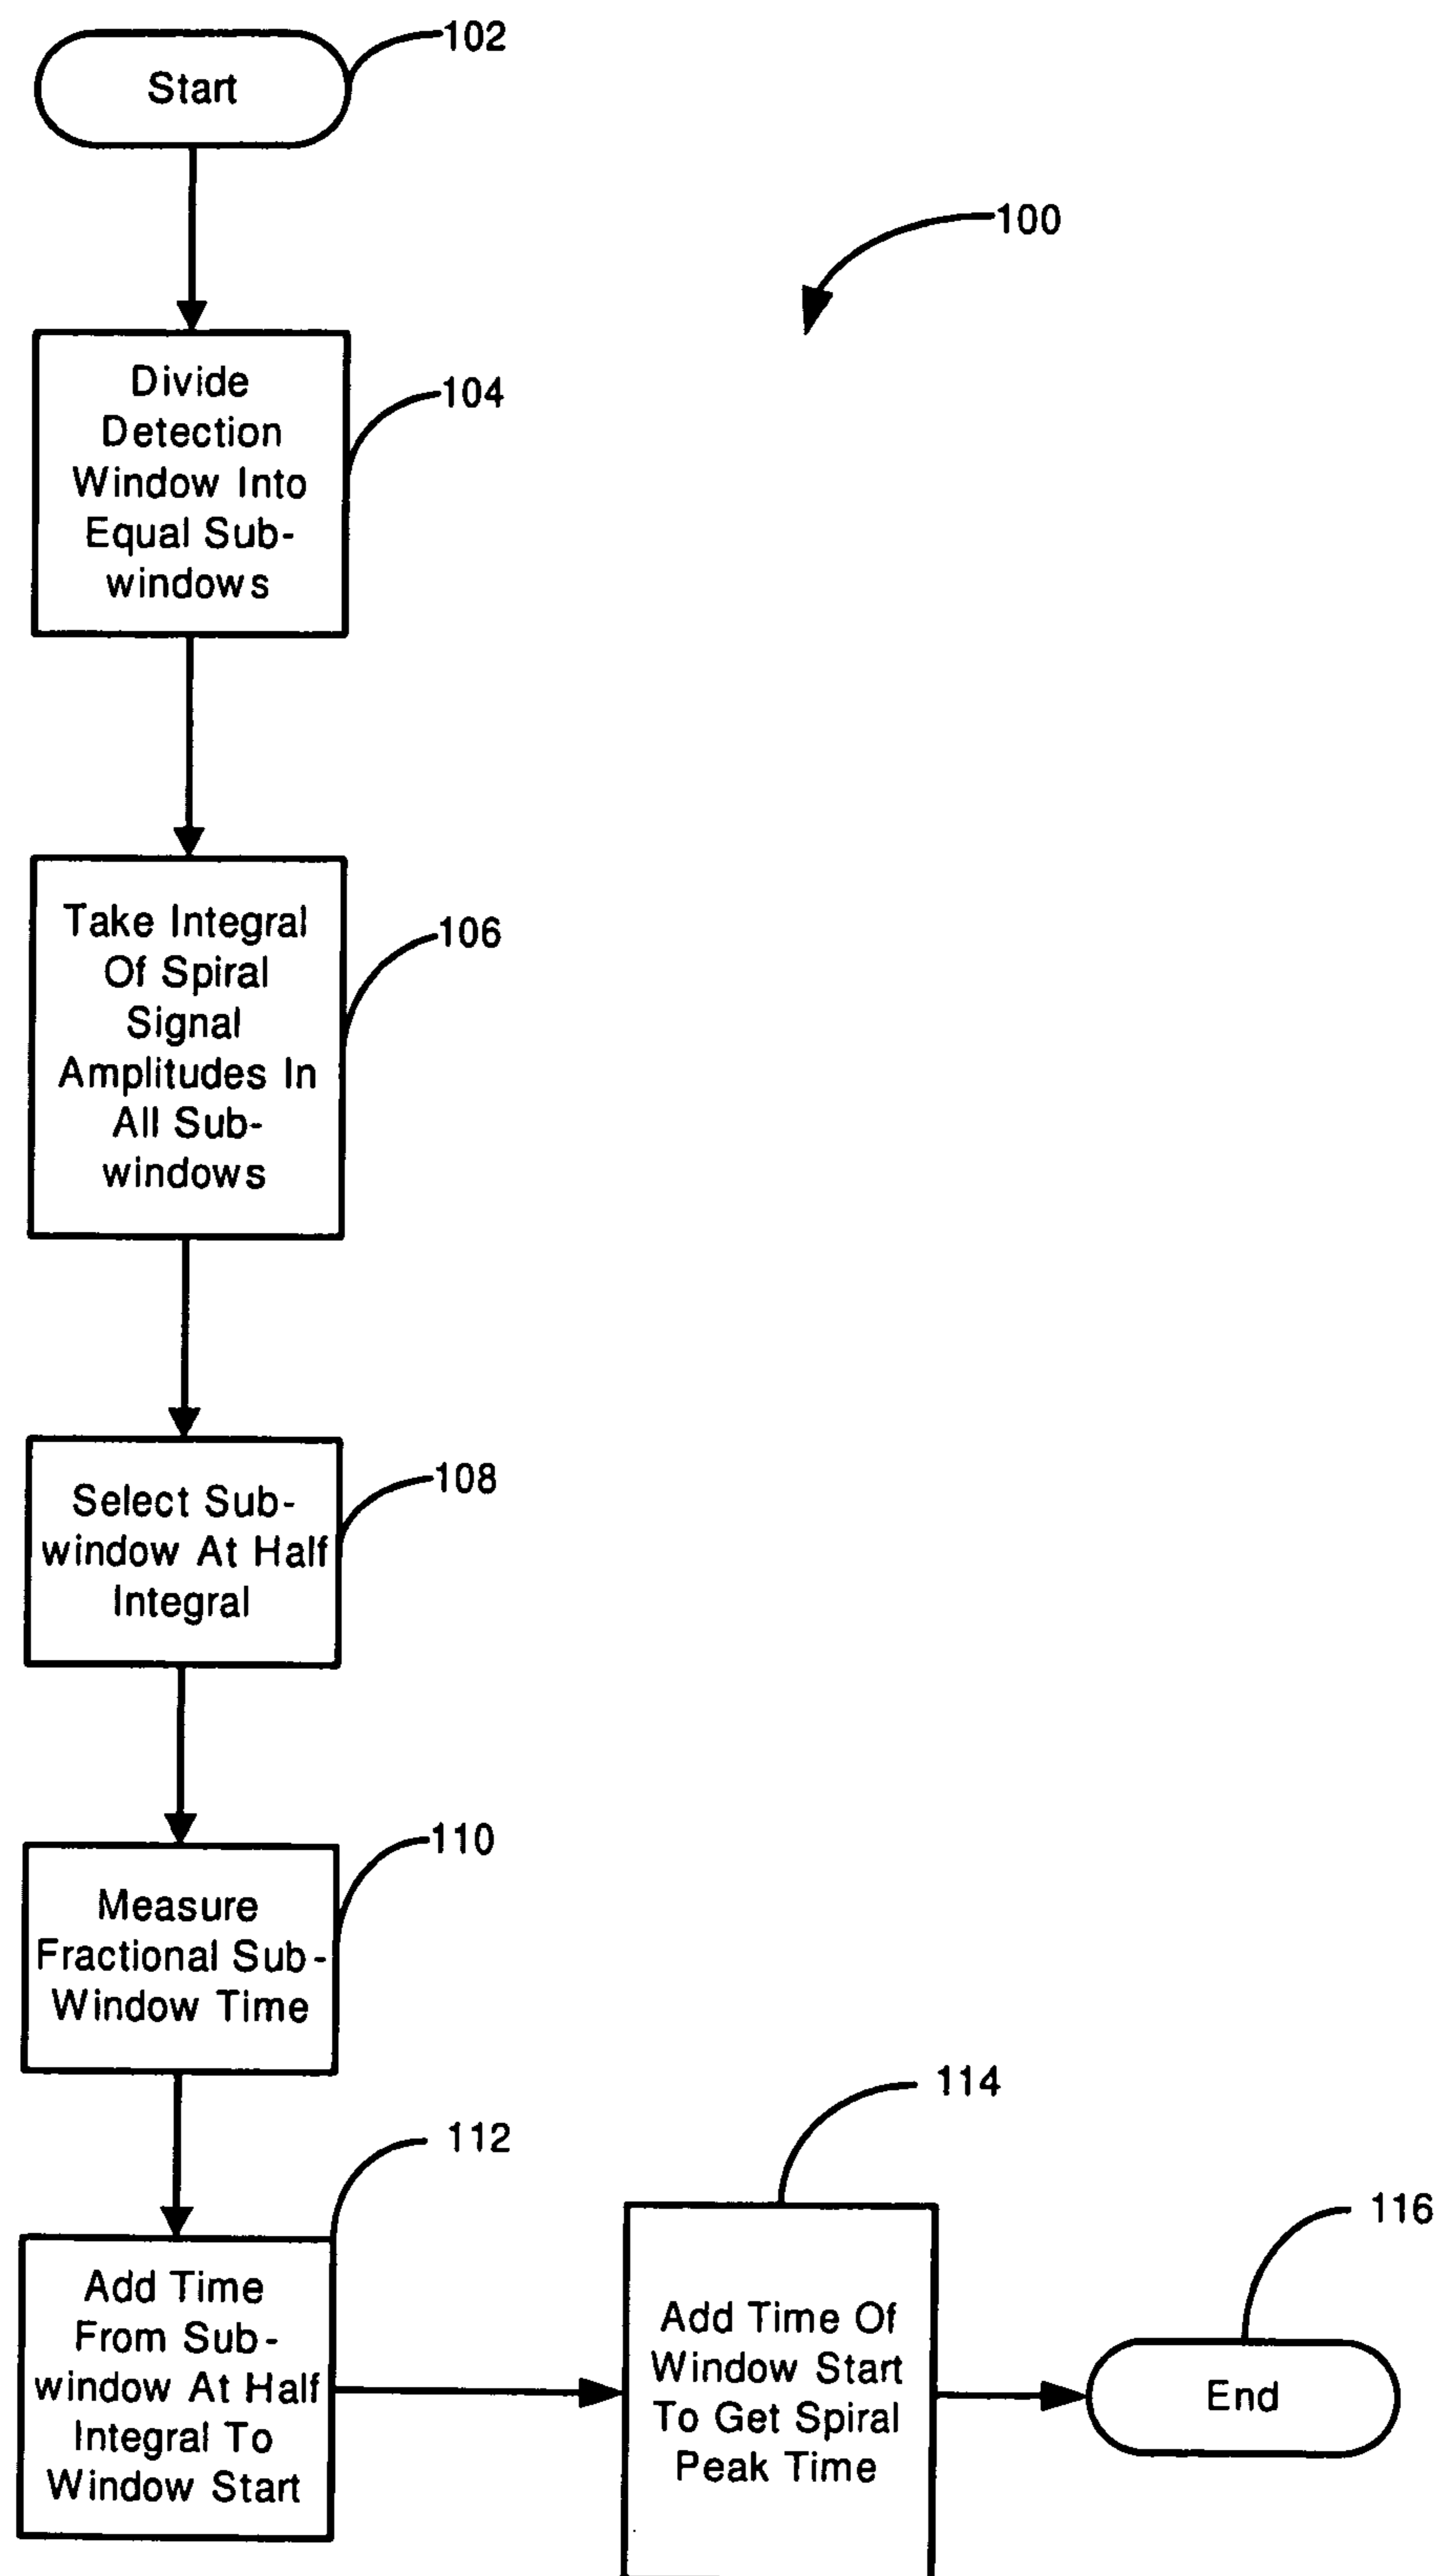 102
Start
100
104
Divide
Detection
Window Into
Equal Sub-
windows
106
Take Integral
Of Spiral
Signal
Amplitudes In
All Sub-
windows
108
Select Sub-
window At Half
Integral
110
Measure
Fractional Sub-
Window Time
112
Add Time
From Sub-
window At Half
Integral To
Window Start
114
Add Time Of
Window Start
To Get Spiral
Peak Time
116
End